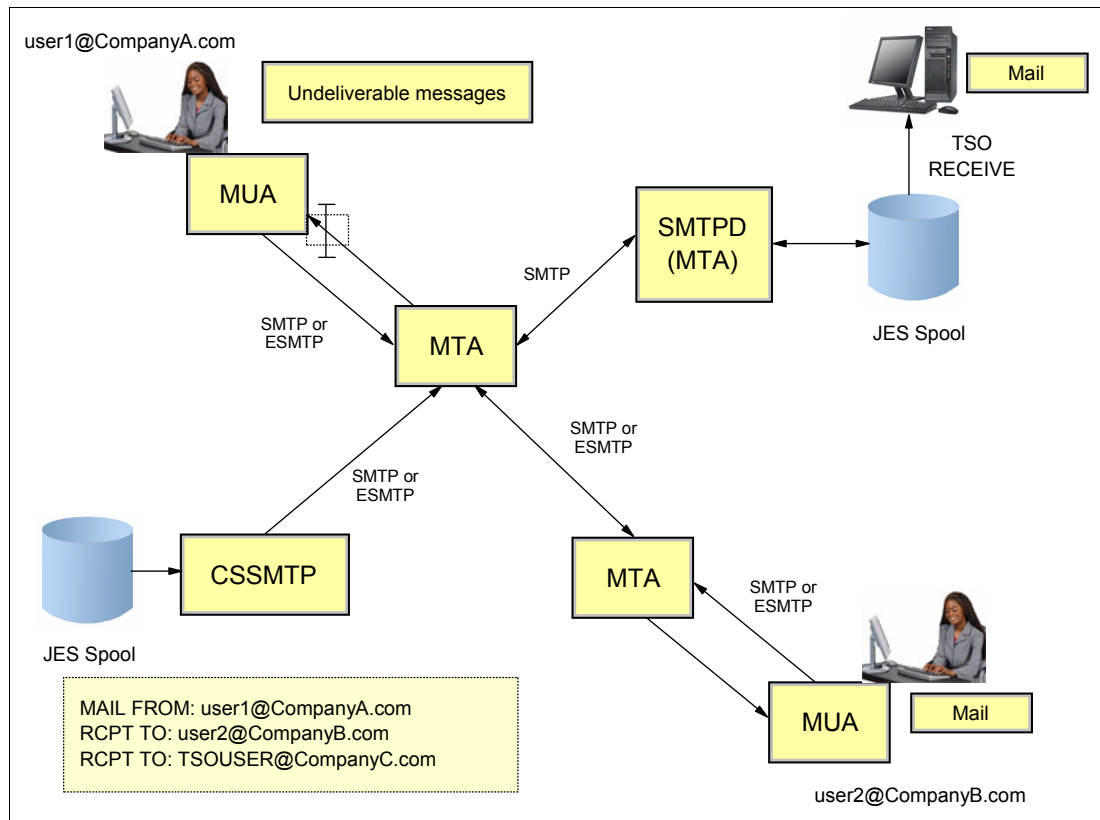 user1@CompanyA.com
Undeliverable messages
Mail
MUA
TSO
RECEIVE
SMTPD
(MTA)
SMTP
SMTP or
ESMTP
MTA
JES Spool
SMTP or
ESMTP
SMTP or
ESMTP
CSSMTP
MTA
SMTP or
ESMTP
JES Spool
MAIL FROM: user1@CompanyA.com
RCPT TO: user2@CompanyB.com
RCPT TO: TSOUSER@CompanyC.com
MUA
Mail
user2@CompanyB.com